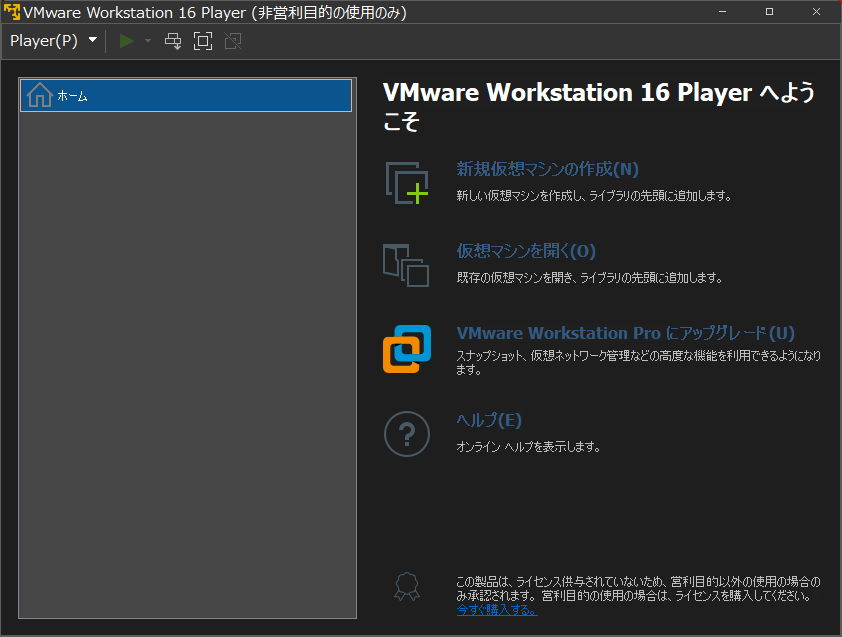 VMware Workstation 16 Player (非営利目的の使用のみ)
Player(P)
ホーム
VMware Workstation 16 Player へよう
こそ
新規仮想マシンの作成(N)
新しい仮想マシンを作成し、ライブラリの先頭に追加します。
仮想マシンを開く(O)
既存の仮想マシンを開き、ライブラリの先頭に追加します。
VMware Workstation Pro にアップグレード(U)
スナップショット、仮想ネットワーク管理などの高度な機能を利用できるようになり
ます。
ヘルプ(E)
オンライン ヘルプを表示します。
この製品は、ライセンス供与されていないため、営利目的以外の使用の場合の
み承認されます。営利目的の使用の場合は、ライセンスを購入してください。
今すぐ購入する。